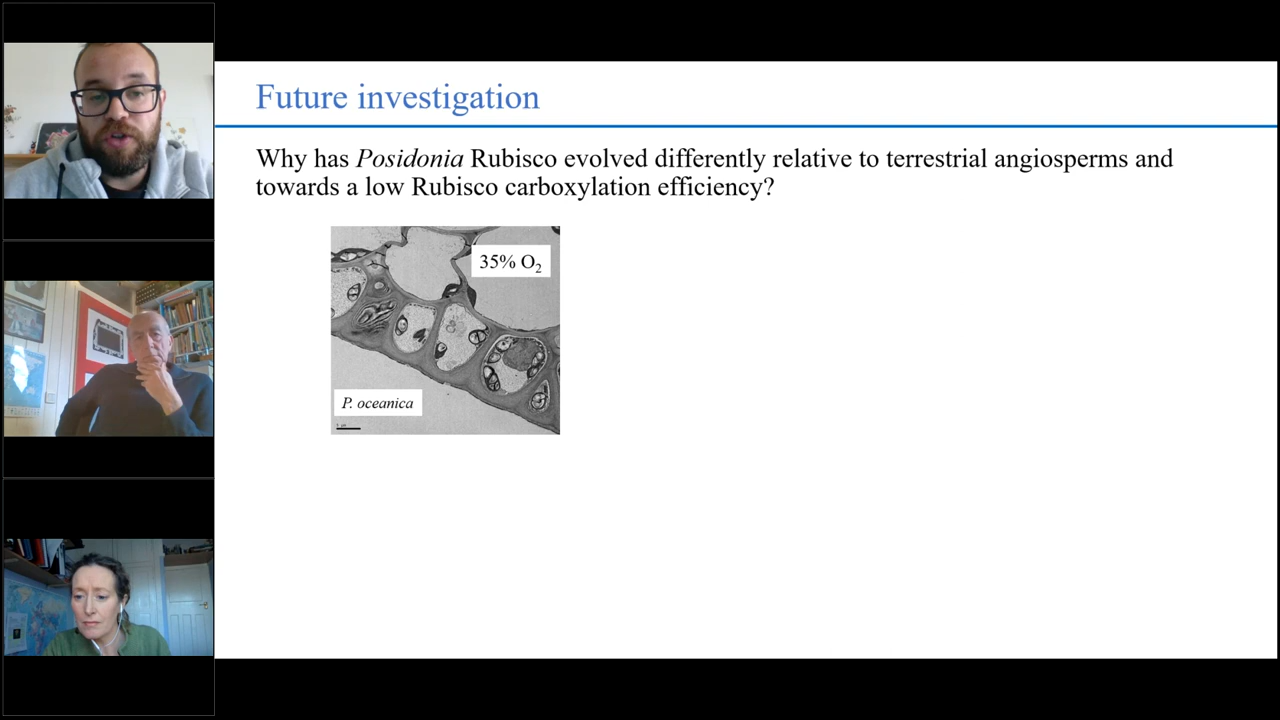 Future investigation
Why has Posidonia Rubisco evolved differently relative to terrestrial angiosperms and
towards a low Rubisco carboxylation efficiency?
35% O₂
P. oceanica